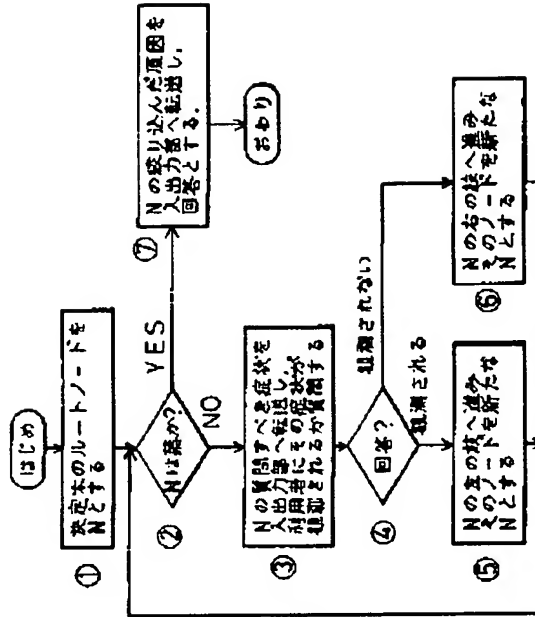 はじめ
①
決定木のルートノードを
Nとする
②
Nは葉か?
YES
NO
⑦
Nの絞り込んだ原因を
入出力部へ転送し,
回答とする.
おわり
③
Nの質問すべき症状を
入出力部へ転送し,
利用者にその症状が
観測されるか質問する
④
回答?
観測されない
観測される
⑤
Nの左の枝へ進み
そのノードを新たな
Nとする
⑥
Nの右の枝へ進み
そのノードを新たな
Nとする